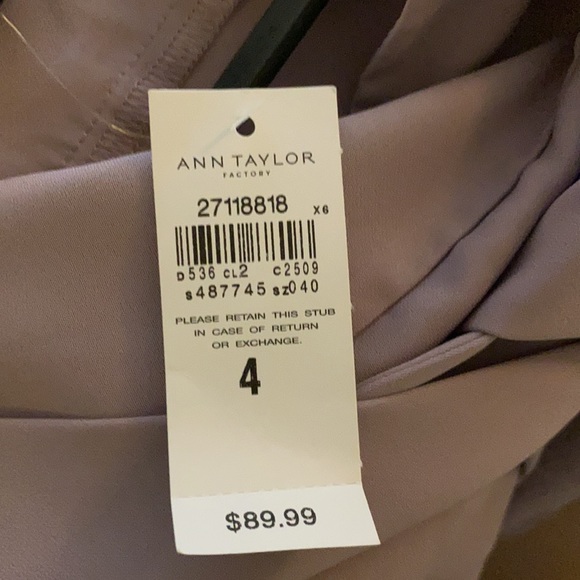 ANN TAYLOR
FACTORY
27118818 X6
D536 CL2 C2509
S487745 SZ040
PLEASE RETAIN THIS STUB
IN CASE OF RETURN
OR EXCHANGE.
4
$89.99